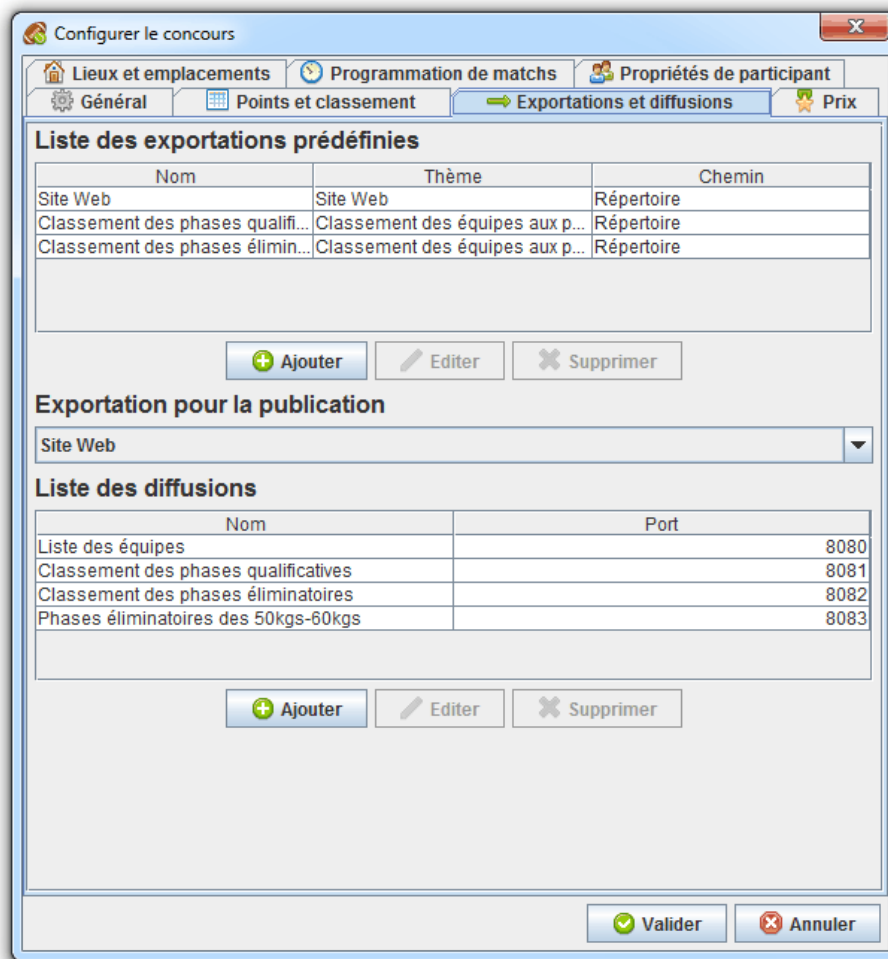 Configurer le concours
Lieux et emplacements Programmation de matchs Propriétés de participant
Général Points et classement Exportations et diffusions Prix
Liste des exportations prédéfinies
Nom Thème Chemin
Site Web Site Web Répertoire
Classement des phases qualifi... Classement des équipes aux p... Répertoire
Classement des phases élimin... Classement des équipes aux p... Répertoire
Ajouter Editer Supprimer
Exportation pour la publication
Site Web
Liste des diffusions
Nom Port
Liste des équipes 8080
Classement des phases qualificatives 8081
Classement des phases éliminatoires 8082
Phases éliminatoires des 50kgs-60kgs 8083
Ajouter Editer Supprimer
Valider Annuler